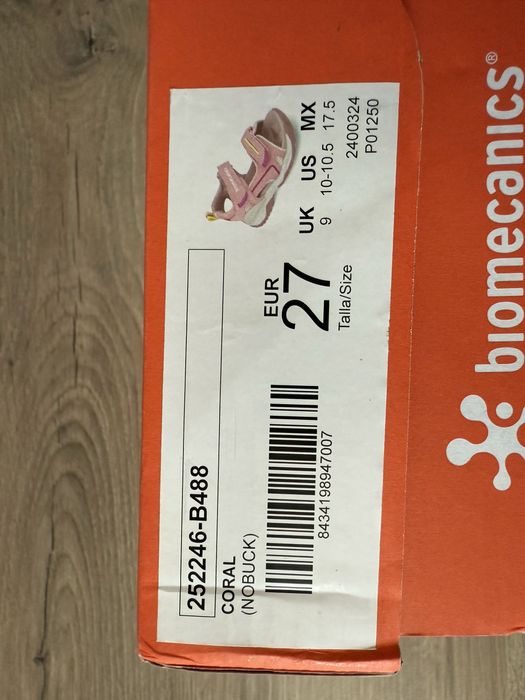 252246-B488
CORAL
(NOBUCK)
8434198947007
EUR
27
Talla/Size
UK US MX
9 10-10.5 17.5
2400324
P01250
biomecanics®